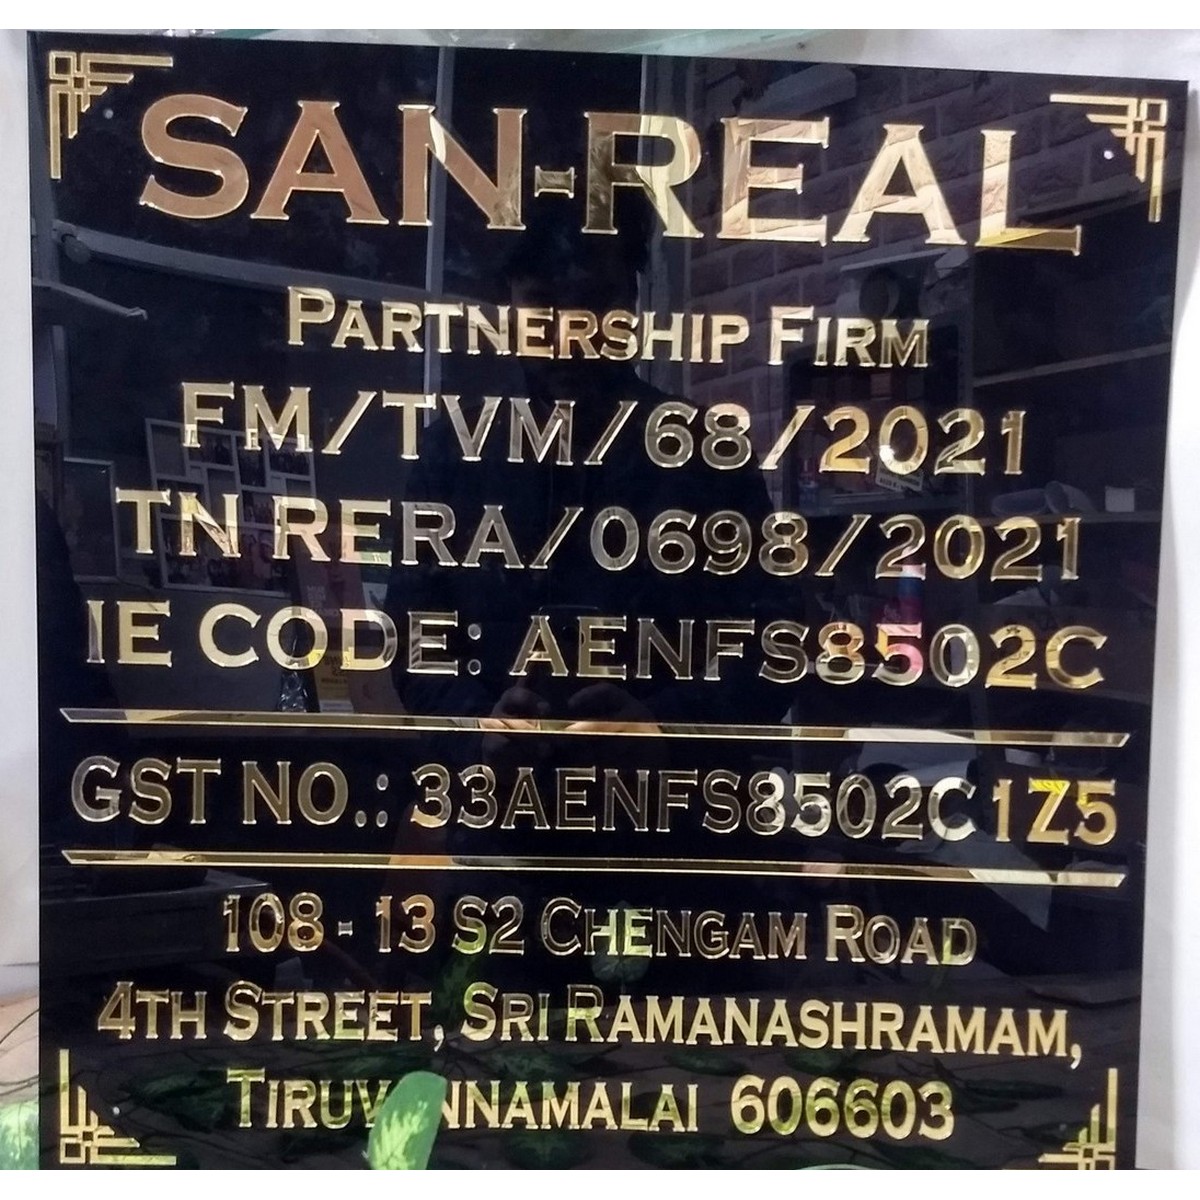 SAN-REAL
PARTNERSHIP FIRM
FM/TVM/68/2021
TN RERA/0698/2021
IE CODE: AENFS8502C
GST NO.: 33AENFS8502C1Z5
108 - 13 S2 CHENGAM ROAD
4TH STREET, SRI RAMANASHRAMAM,
TIRUVANNAMALAI 606603